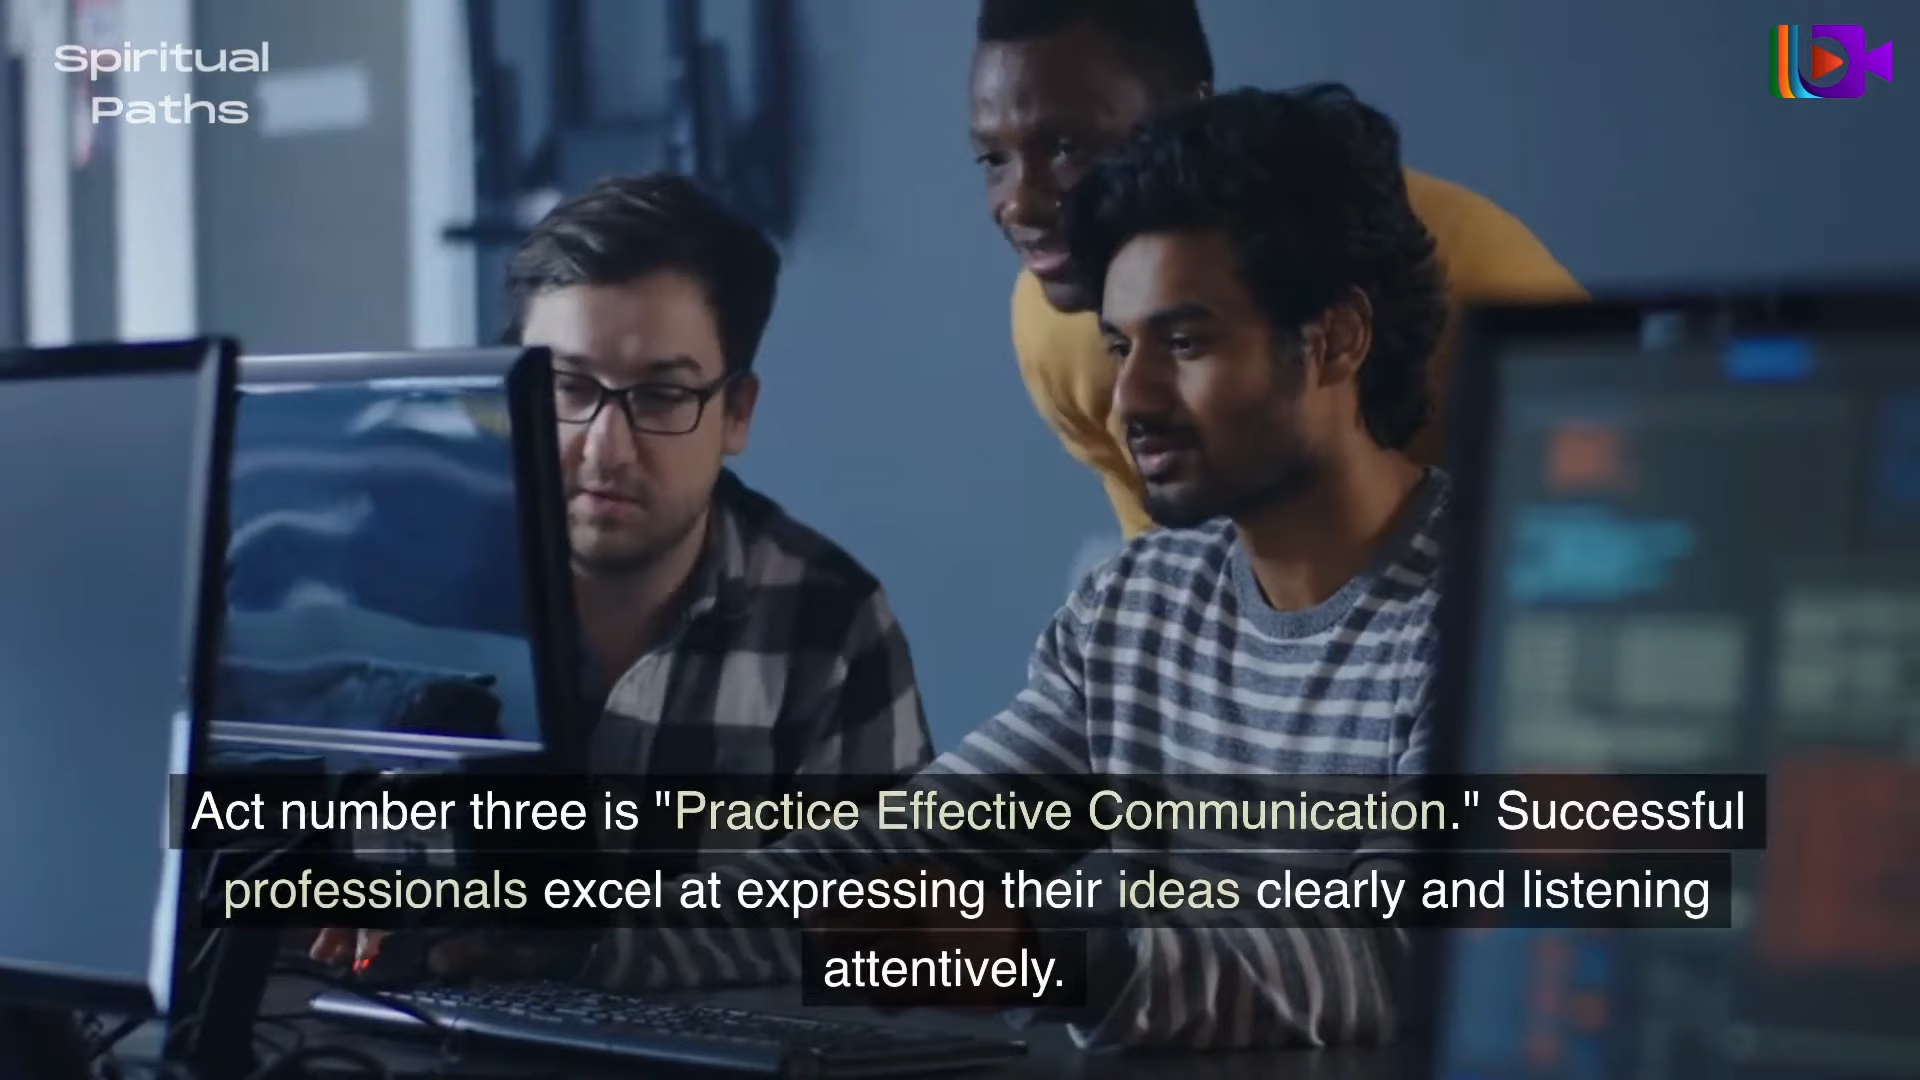 Spiritual
Paths
Act number three is "Practice Effective Communication." Successful
professionals excel at expressing their ideas clearly and listening
attentively.